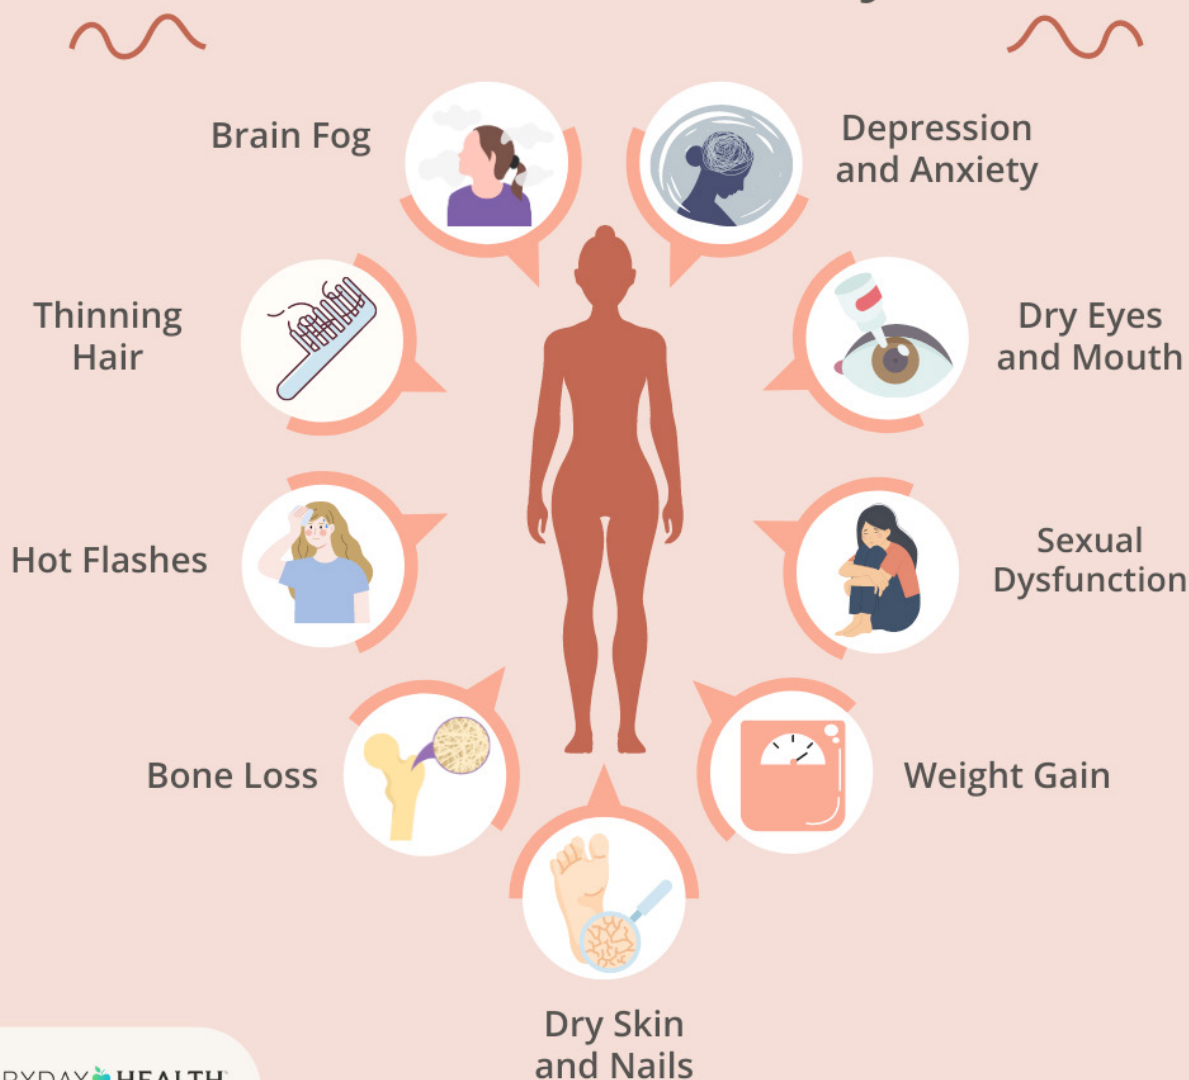 Brain Fog
Depression
and Anxiety
Thinning
Hair
Dry Eyes
and Mouth
Hot Flashes
Sexual
Dysfunction
Bone Loss
Weight Gain
Dry Skin
and Nails
HEALTH